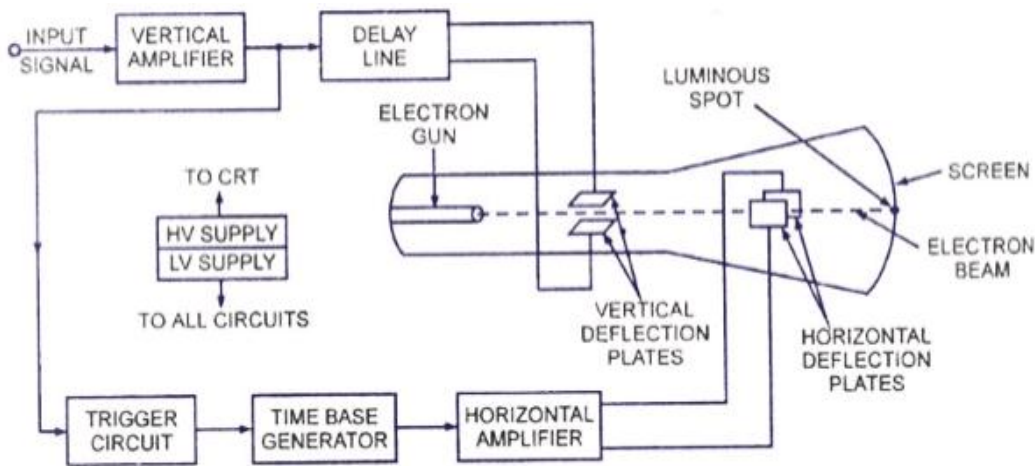 INPUT
SIGNAL
VERTICAL
AMPLIFIER
DELAY
LINE
LUMINOUS
SPOT
ELECTRON
GUN
TO CRT
SCREEN
HV SUPPLY
LV SUPPLY
ELECTRON
BEAM
TO ALL CIRCUITS
VERTICAL
DEFLECTION
PLATES
HORIZONTAL
DEFLECTION
PLATES
TRIGGER
CIRCUIT
TIME BASE
GENERATOR
HORIZONTAL
AMPLIFIER